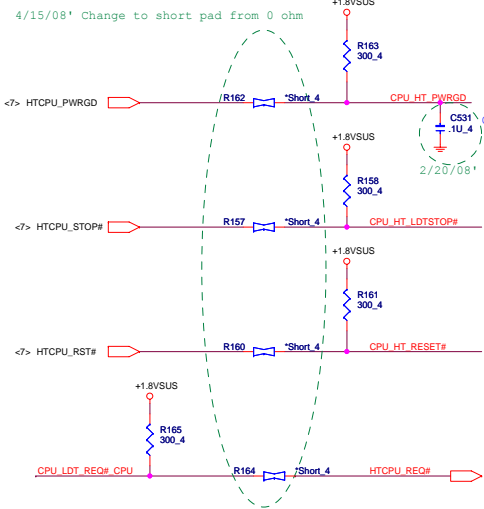 +1.8VSUS
4/15/08' Change to short pad from 0 ohm
R163
300_4
<7> HTCPU_PWRGD
R162
*Short_4
CPU_HT_PWRGD
C531
.1U_4
2/20/08'
+1.8VSUS
R158
300_4
<7> HTCPU_STOP#
R157
*Short_4
CPU_HT_LDTSTOP#
+1.8VSUS
R161
300_4
<7> HTCPU_RST#
R160
*Short_4
CPU_HT_RESET#
+1.8VSUS
R165
300_4
CPU_LDT_REQ#_CPU
R164
*Short_4
HTCPU_REQ#